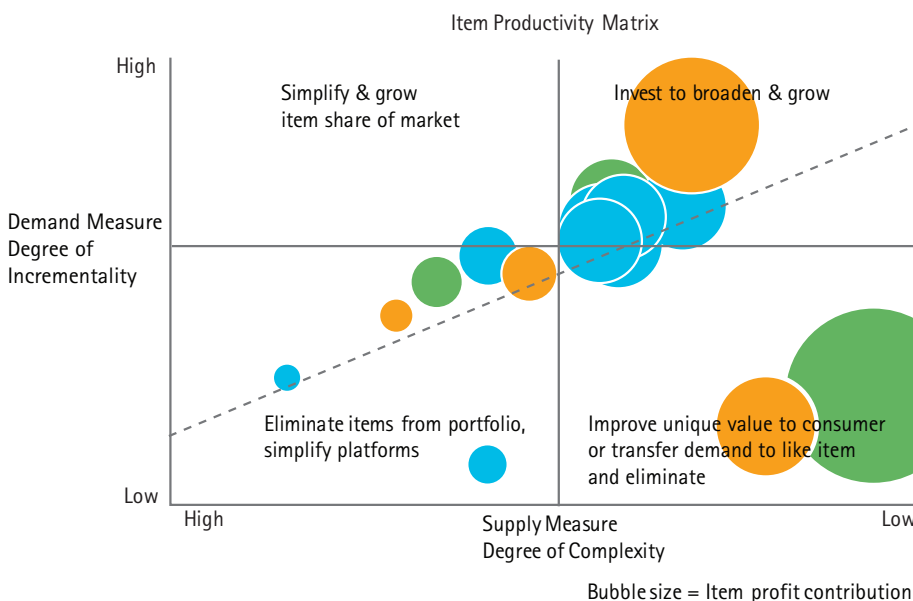 Item Productivity Matrix
High
Simplify & grow
item share of market
Invest to broaden & grow
Demand Measure
Degree of
Incrementality
Eliminate items from portfolio,
simplify platforms
Improve unique value to consumer
or transfer demand to like item
and eliminate
Low
High
Supply Measure
Degree of Complexity
Low
Bubble size = Item profit contribution